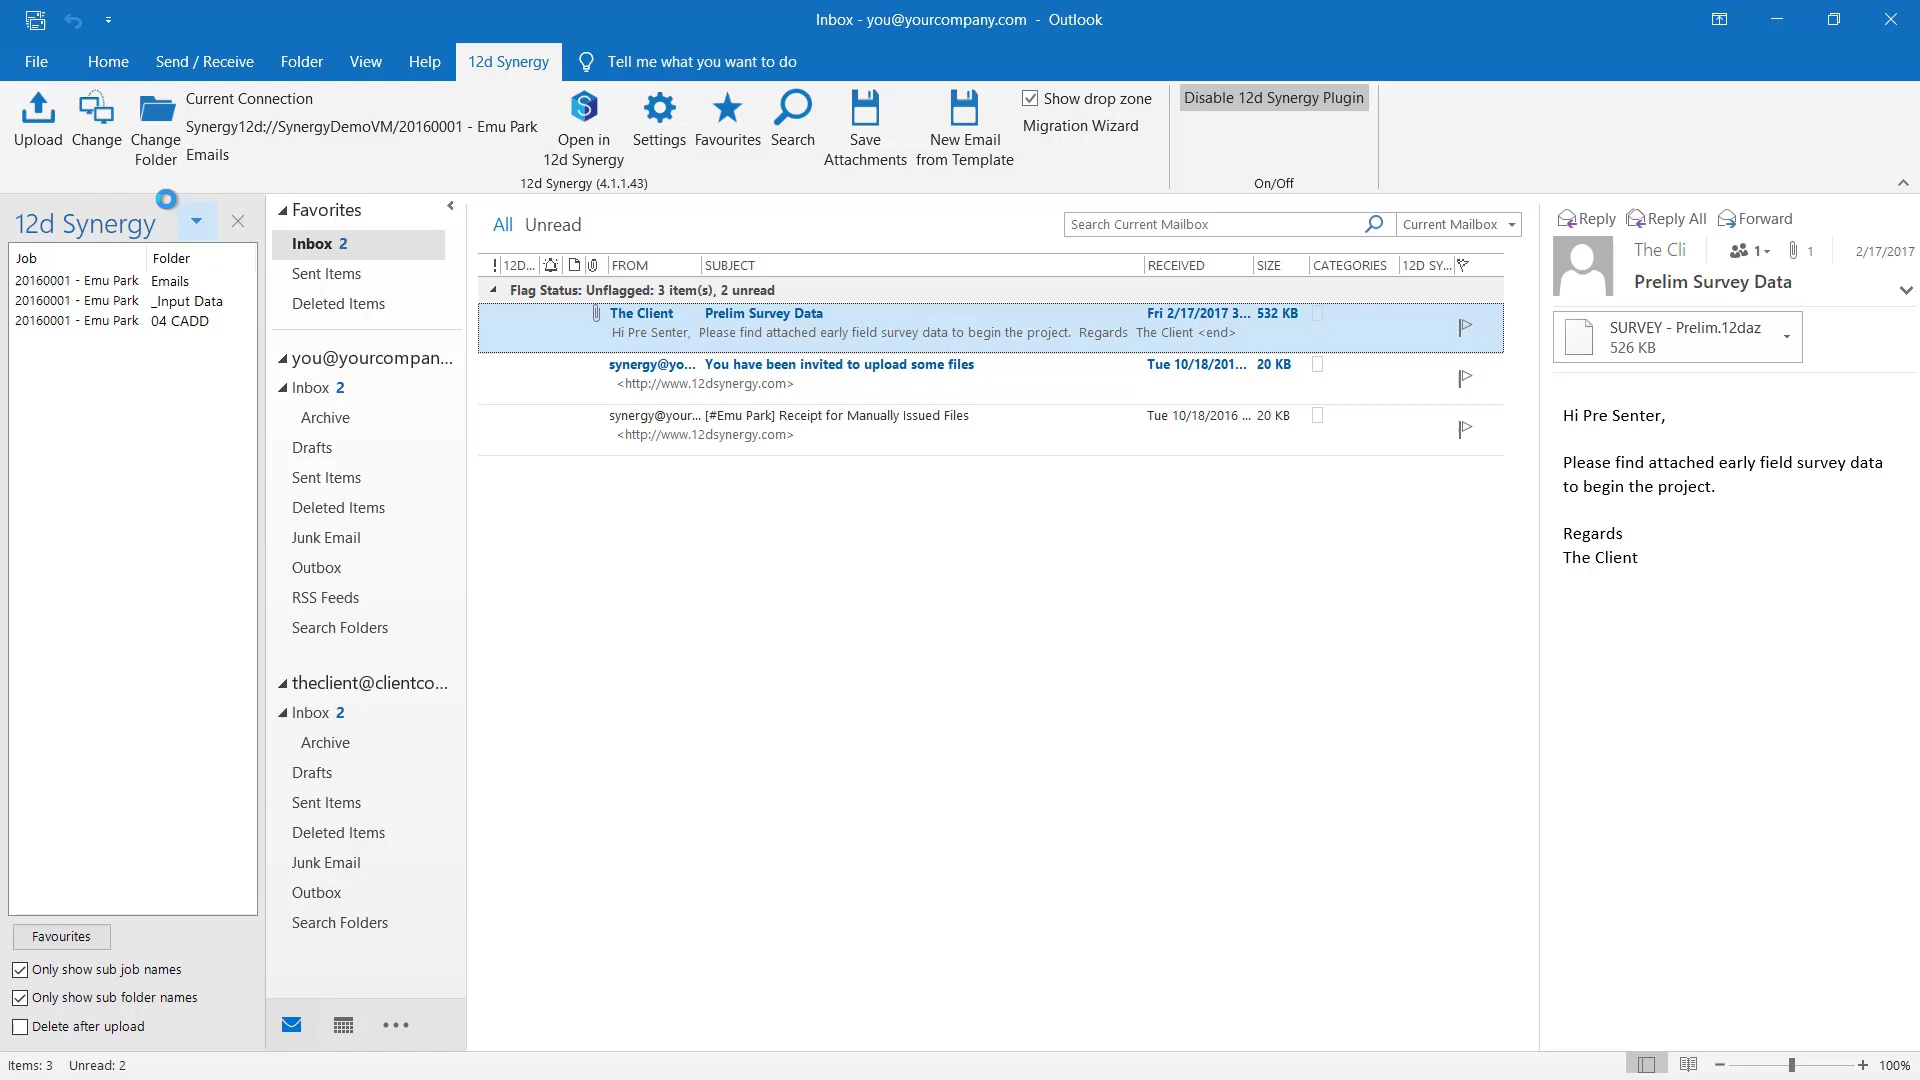 Inbox - you@yourcompany.com - Outlook
File Home Send / Receive Folder View Help 12d Synergy Tell me what you want to do
Upload
Change
Change
Folder
Current Connection
Synergy12d://SynergyDemoVM/20160001 - Emu Park
Emails
Open in
12d Synergy
Settings
Favourites
Search
Save
Attachments
New Email
from Template
Show drop zone
Migration Wizard
12d Synergy (4.1.1.43)
Disable 12d Synergy Plugin
On/Off
12d Synergy
Job Folder
20160001 - Emu Park Emails
20160001 - Emu Park _Input Data
20160001 - Emu Park 04 CADD
Favourites
Only show sub job names
Only show sub folder names
Delete after upload
Favorites
Inbox 2
Sent Items
Deleted Items
you@yourcompan...
Inbox 2
Archive
Drafts
Sent Items
Deleted Items
Junk Email
Outbox
RSS Feeds
Search Folders
theclient@clientco...
Inbox 2
Archive
Drafts
Sent Items
Deleted Items
Junk Email
Outbox
Search Folders
All Unread
Search Current Mailbox
Current Mailbox
! 12D... FROM SUBJECT RECEIVED SIZE CATEGORIES 12D SY...
Flag Status: Unflagged: 3 item(s), 2 unread
The Client Prelim Survey Data Fri 2/17/2017 3... 532 KB
Hi Pre Senter, Please find attached early field survey data to begin the project. Regards The Client <end>
synergy@yo... You have been invited to upload some files Tue 10/18/201... 20 KB
<http://www.12dsynergy.com>
synergy@your... [#Emu Park] Receipt for Manually Issued Files Tue 10/18/2016 ... 20 KB
<http://www.12dsynergy.com>
Reply Reply All Forward
The Cli 1 1 2/17/2017
Prelim Survey Data
SURVEY - Prelim.12daz
526 KB
Hi Pre Senter,
Please find attached early field survey data
to begin the project.
Regards
The Client
Items: 3 Unread: 2
100%